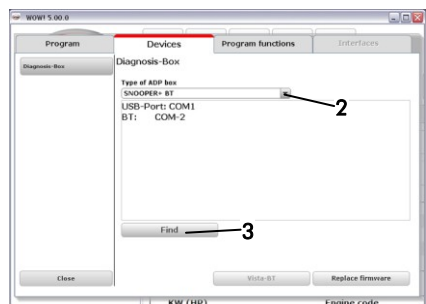 WOW! 5.00.0
Program
Devices
Program functions
Interfaces
Diagnosis-Box
Diagnosis-Box
Type of ADP box
SNOOPER+ BT
2
USB-Port: COM1
BT: COM-2
Find
3
Close
Vista-BT
Replace firmware
KW (HP)
Engine code